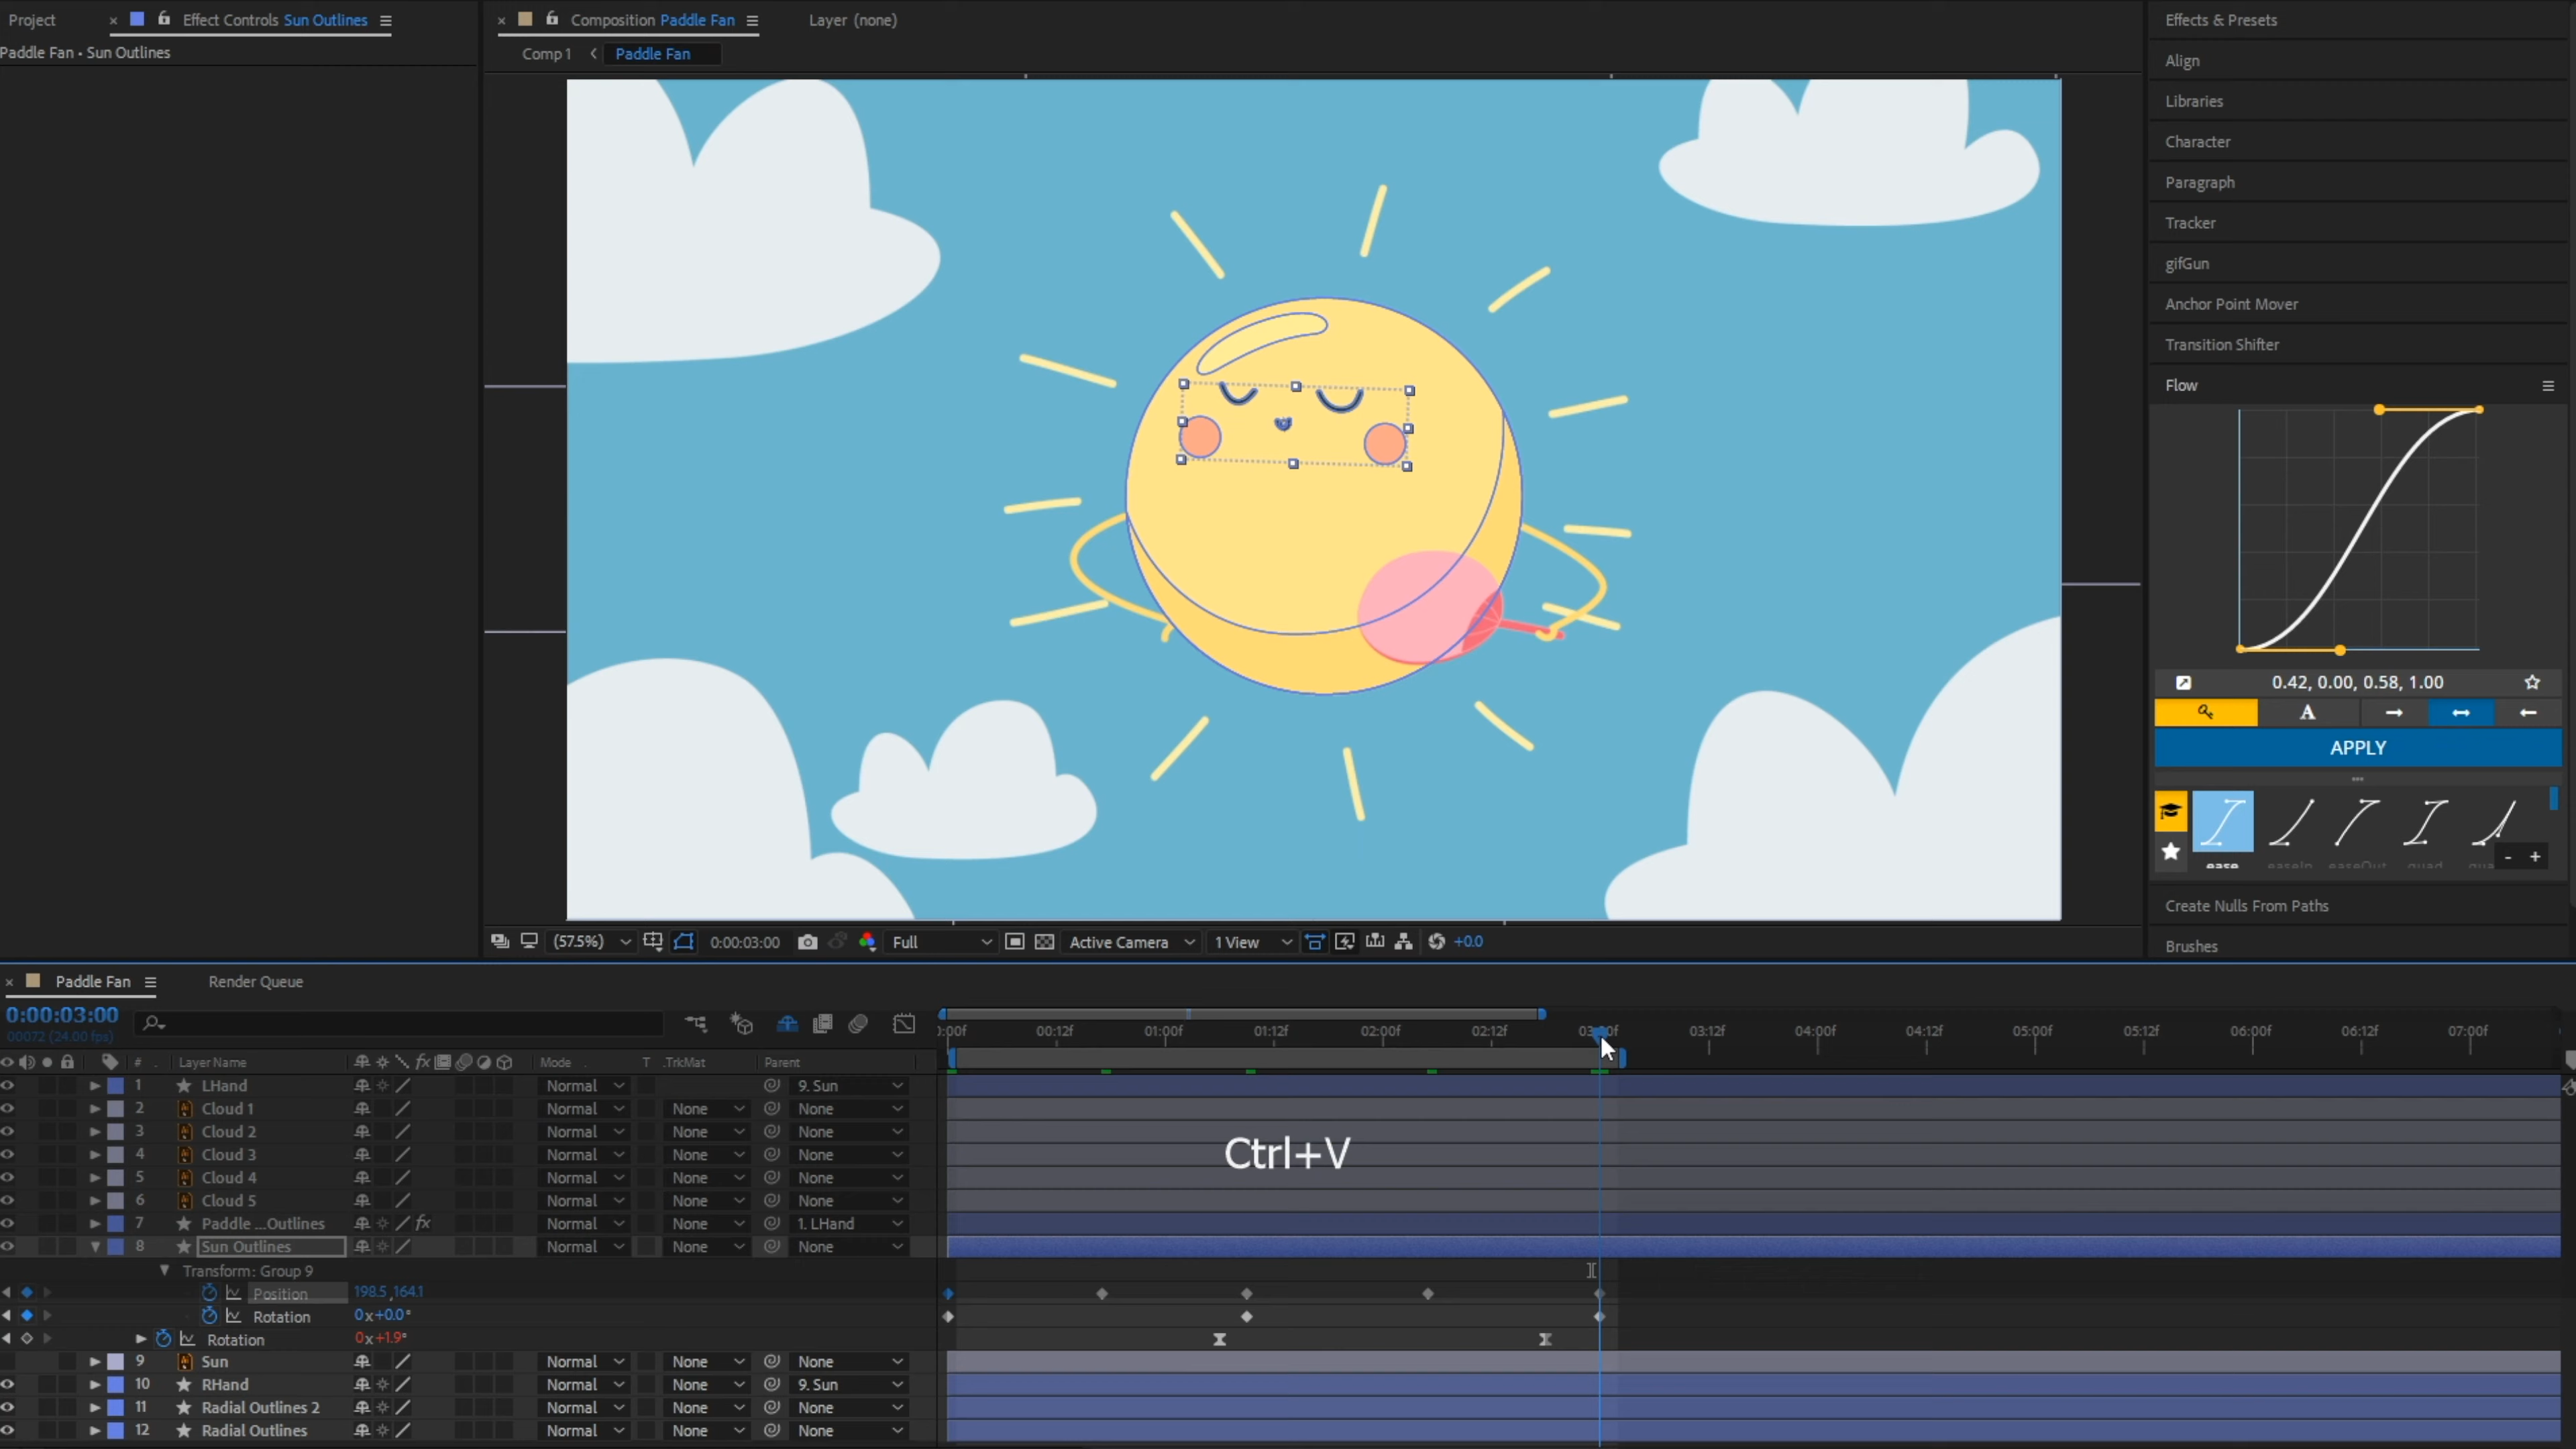 Project
Effect Controls Sun Outlines
Paddle Fan • Sun Outlines
Composition Paddle Fan
Layer (none)
Comp 1
Paddle Fan
Effects & Presets
Align
Libraries
Character
Paragraph
Tracker
gifGun
Anchor Point Mover
Transition Shifter
Flow
0.42, 0.00, 0.58, 1.00
A
APPLY
ease easeIn easeOut quad
- +
Create Nulls From Paths
Brushes
(57.5%) 0:00:03:00 Full Active Camera 1 View +0.0
Paddle Fan
Render Queue
0:00:03:00
00072 (24.00 fps)
00:12f 01:00f 01:12f 02:00f 02:12f 03:12f 04:00f 04:12f 05:00f 05:12f 06:00f 06:12f 07:00f
# Layer Name fx Mode T .TrkMat Parent
1 LHand Normal 9. Sun
2 Cloud 1 Normal None None
3 Cloud 2 Normal None None
4 Cloud 3 Normal None None
5 Cloud 4 Normal None None
6 Cloud 5 Normal None None
7 Paddle ...Outlines fx Normal None 1. LHand
8 Sun Outlines Normal None None
Ctrl+V
Transform: Group 9
Position 198.5,164.1
Rotation 0x+0.0°
Rotation 0x+1.9°
9 Sun Normal None None
10 RHand Normal None 9. Sun
11 Radial Outlines 2 Normal None None
12 Radial Outlines Normal None None